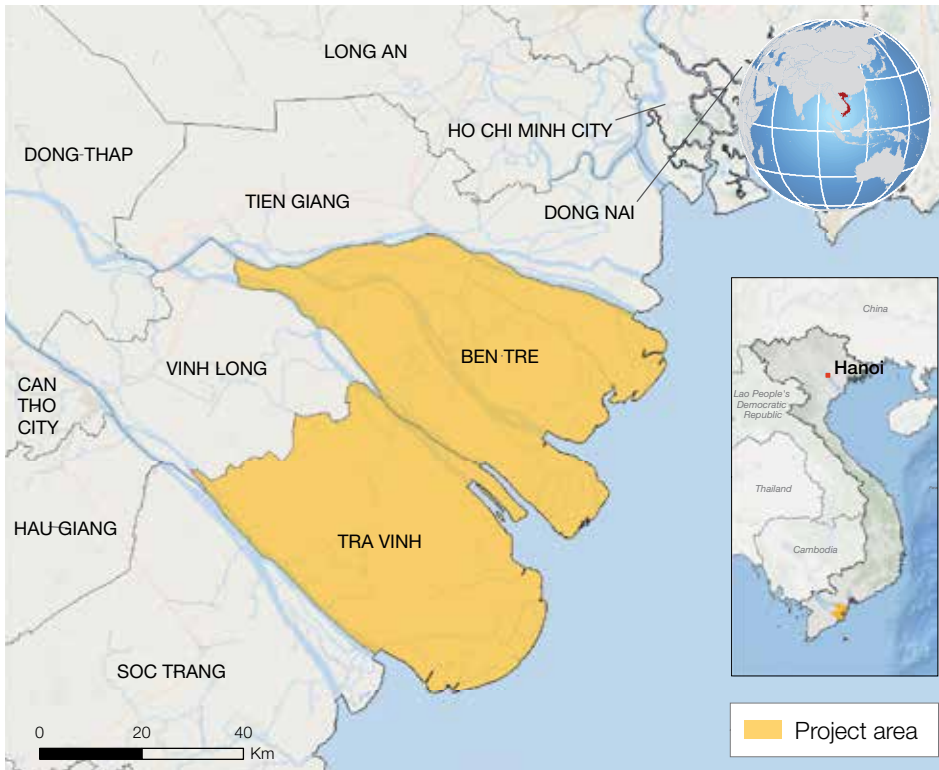 LONG AN
HO CHI MINH CITY
DONG THAP
TIEN GIANG
DONG NAI
VINH LONG
BEN TRE
CAN
THO
CITY
HAU GIANG
TRA VINH
SOC TRANG
0
20
40
Km
China
Hanoi
Lao People's
Democratic
Republic
Thailand
Cambodia
Project area